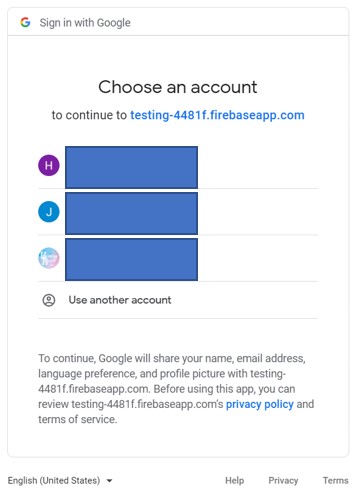 Sign in with Google
Choose an account
to continue to testing-4481f.firebaseapp.com
H
J
Use another account
To continue, Google will share your name, email address,
language preference, and profile picture with testing-
4481f.firebaseapp.com. Before using this app, you can
review testing-4481f.firebaseapp.com's privacy policy and
terms of service.
English (United States) Help Privacy Terms